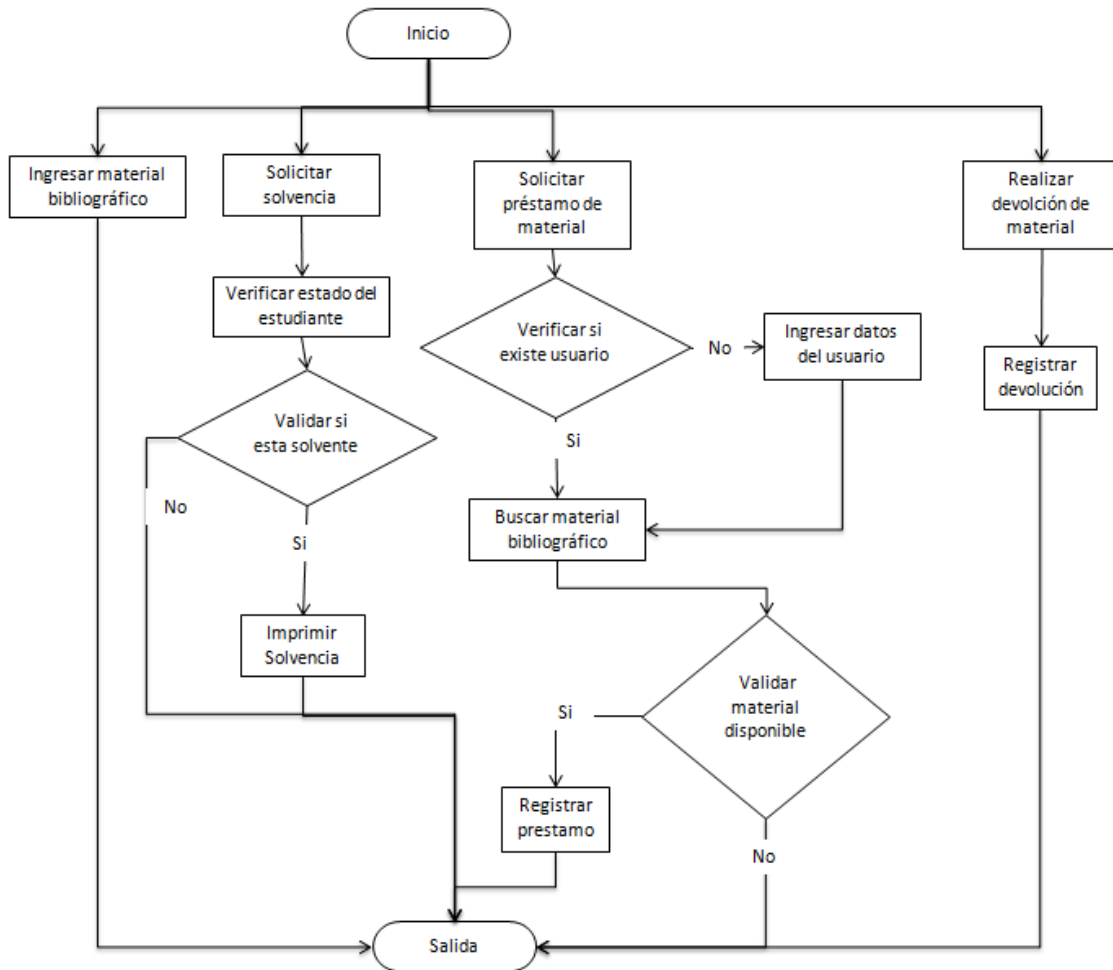 Inicio
Ingresar material
bibliográfico
Solicitar
solvencia
Solicitar
préstamo de
material
Realizar
devolción de
material
Verificar estado del
estudiante
Verificar si
existe usuario
No
Ingresar datos
del usuario
Registrar
devolución
Validar si
esta solvente
Si
No
Buscar material
bibliográfico
Si
Imprimir
Solvencia
Validar
material
disponible
Si
Registrar
prestamo
No
Salida